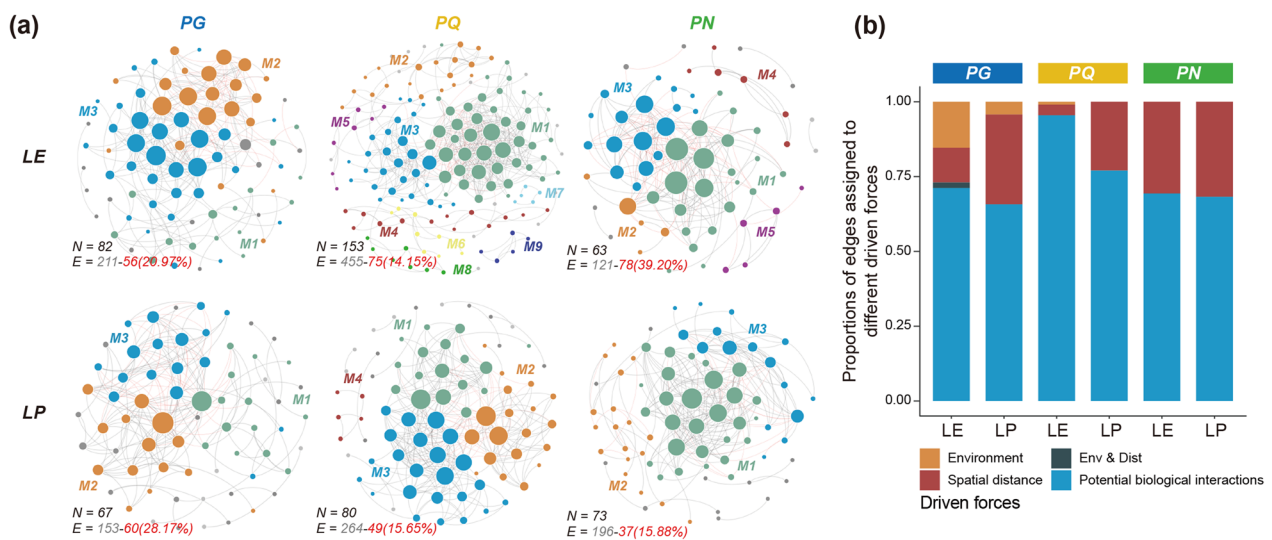 (a)
PG
PQ
PN
LE
M2
M3
M1
N = 82
E = 211-56(20.97%)
M2
M5
M3
M1
M7
M4
M6
M9
M8
N = 153
E = 455-75(14.15%)
M4
M3
M1
M2
M5
N = 63
E = 121-78(39.20%)
LP
M3
M1
M2
N = 67
E = 153-60(28.17%)
M1
M2
M4
M3
N = 80
E = 264-49(15.65%)
M3
M2
M1
N = 73
E = 196-37(15.88%)
(b)
PG
PQ
PN
Proportions of edges assigned to
different driven forces
1.00
0.75
0.50
0.25
0.00
LE
LP
LE
LP
LE
LP
Environment
Env & Dist
Spatial distance
Potential biological interactions
Driven forces